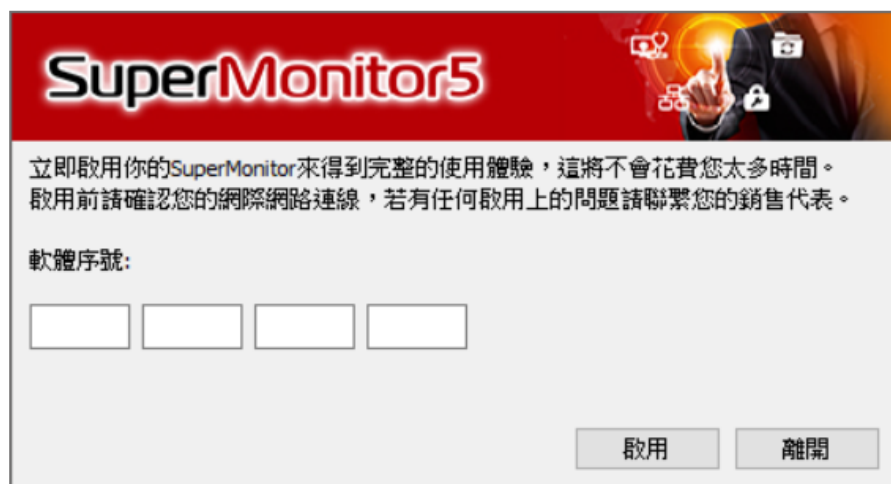 SuperMonitor5
立即啟用你的SuperMonitor來得到完整的使用體驗，這將不會花費您太多時間。
啟用前請確認您的網際網路連線，若有任何啟用上的問題請聯繫您的銷售代表。
軟體序號:
啟用
離開